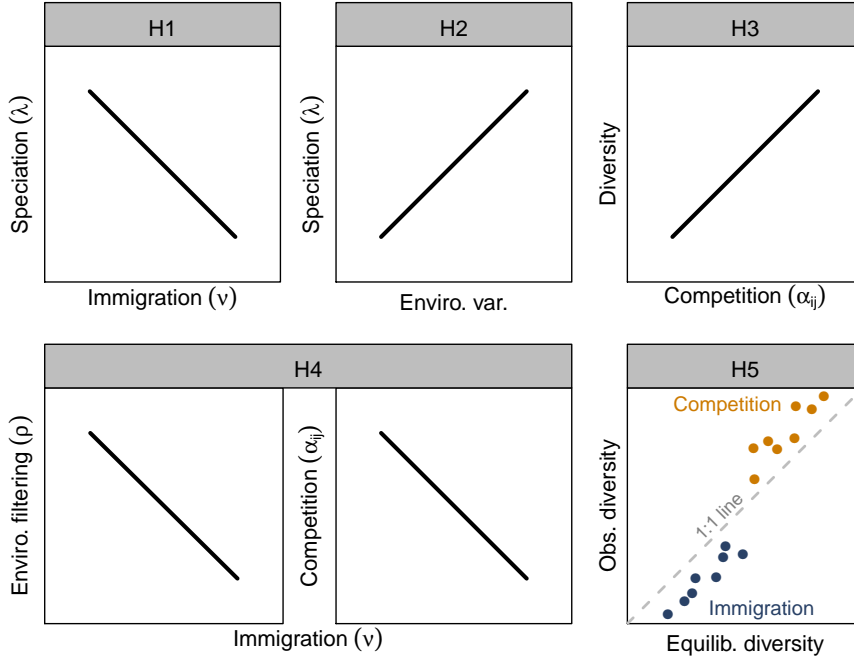 H1
H2
H3
Speciation (λ)
Immigration (ν)
Speciation (λ)
Enviro. var.
Diversity
Competition (αij)
H4
H5
Enviro. filtering (ρ)
Competition (αij)
Immigration (ν)
Obs. diversity
Competition
1:1 line
Immigration
Equilib. diversity